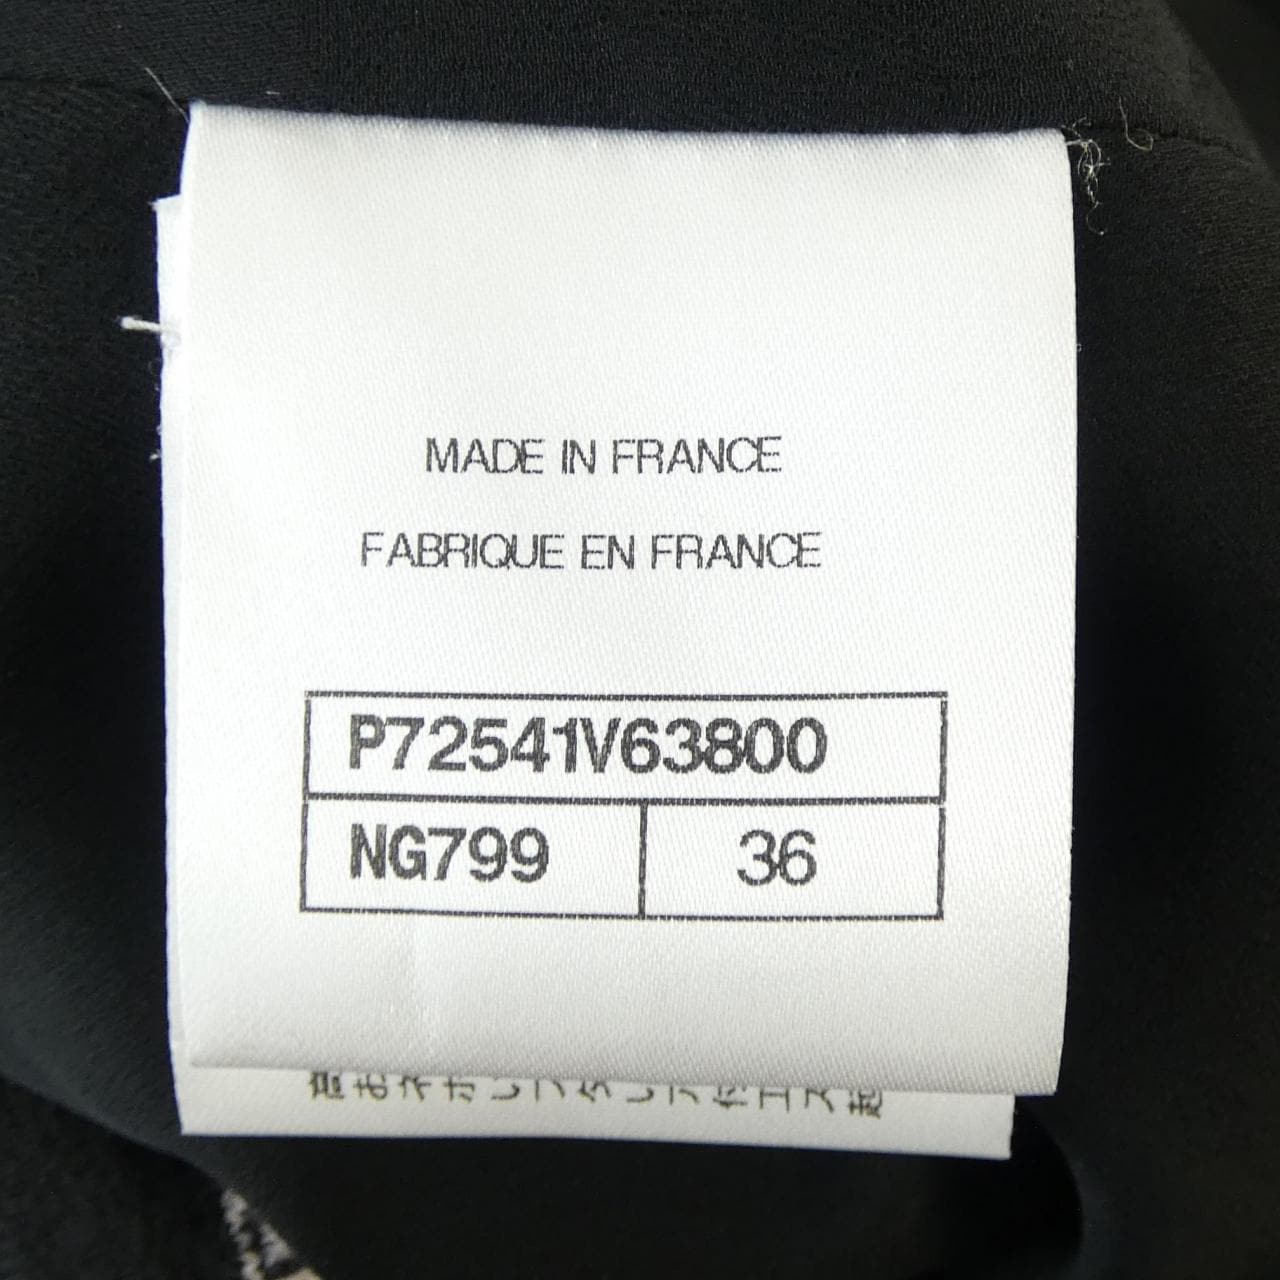 MADE IN FRANCE
FABRIQUE EN FRANCE
P72541V63800
NG799 36